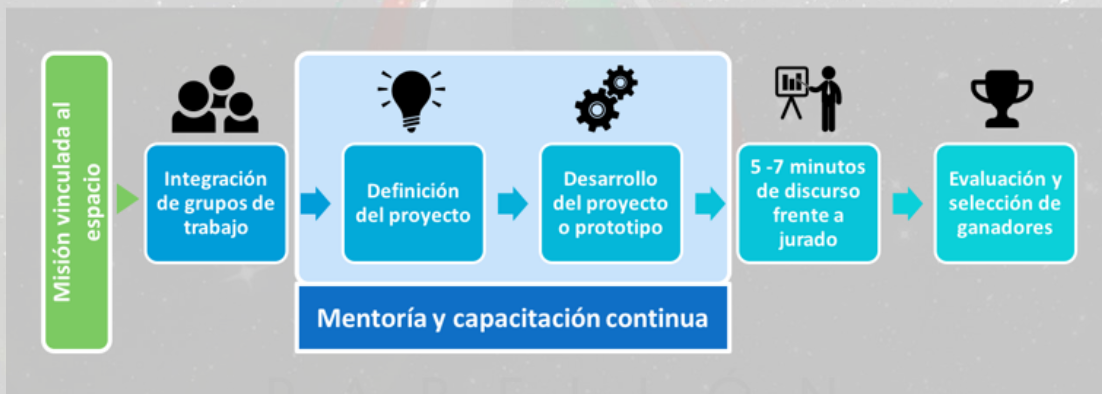 Misión vinculada al
espacio
Integración
de grupos de
trabajo
Definición
del proyecto
Desarrollo
del proyecto
o prototipo
5 -7 minutos
de discurso
frente a
jurado
Evaluación y
selección de
ganadores
Mentoría y capacitación continua
PABELLÓN